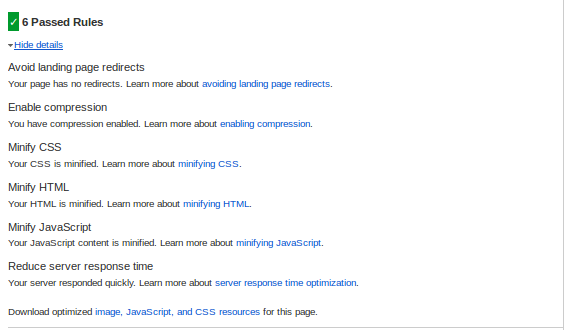 ✓ 6 Passed Rules
Hide details
Avoid landing page redirects
Your page has no redirects. Learn more about avoiding landing page redirects.
Enable compression
You have compression enabled. Learn more about enabling compression.
Minify CSS
Your CSS is minified. Learn more about minifying CSS.
Minify HTML
Your HTML is minified. Learn more about minifying HTML.
Minify JavaScript
Your JavaScript content is minified. Learn more about minifying JavaScript.
Reduce server response time
Your server responded quickly. Learn more about server response time optimization.
Download optimized image, JavaScript, and CSS resources for this page.